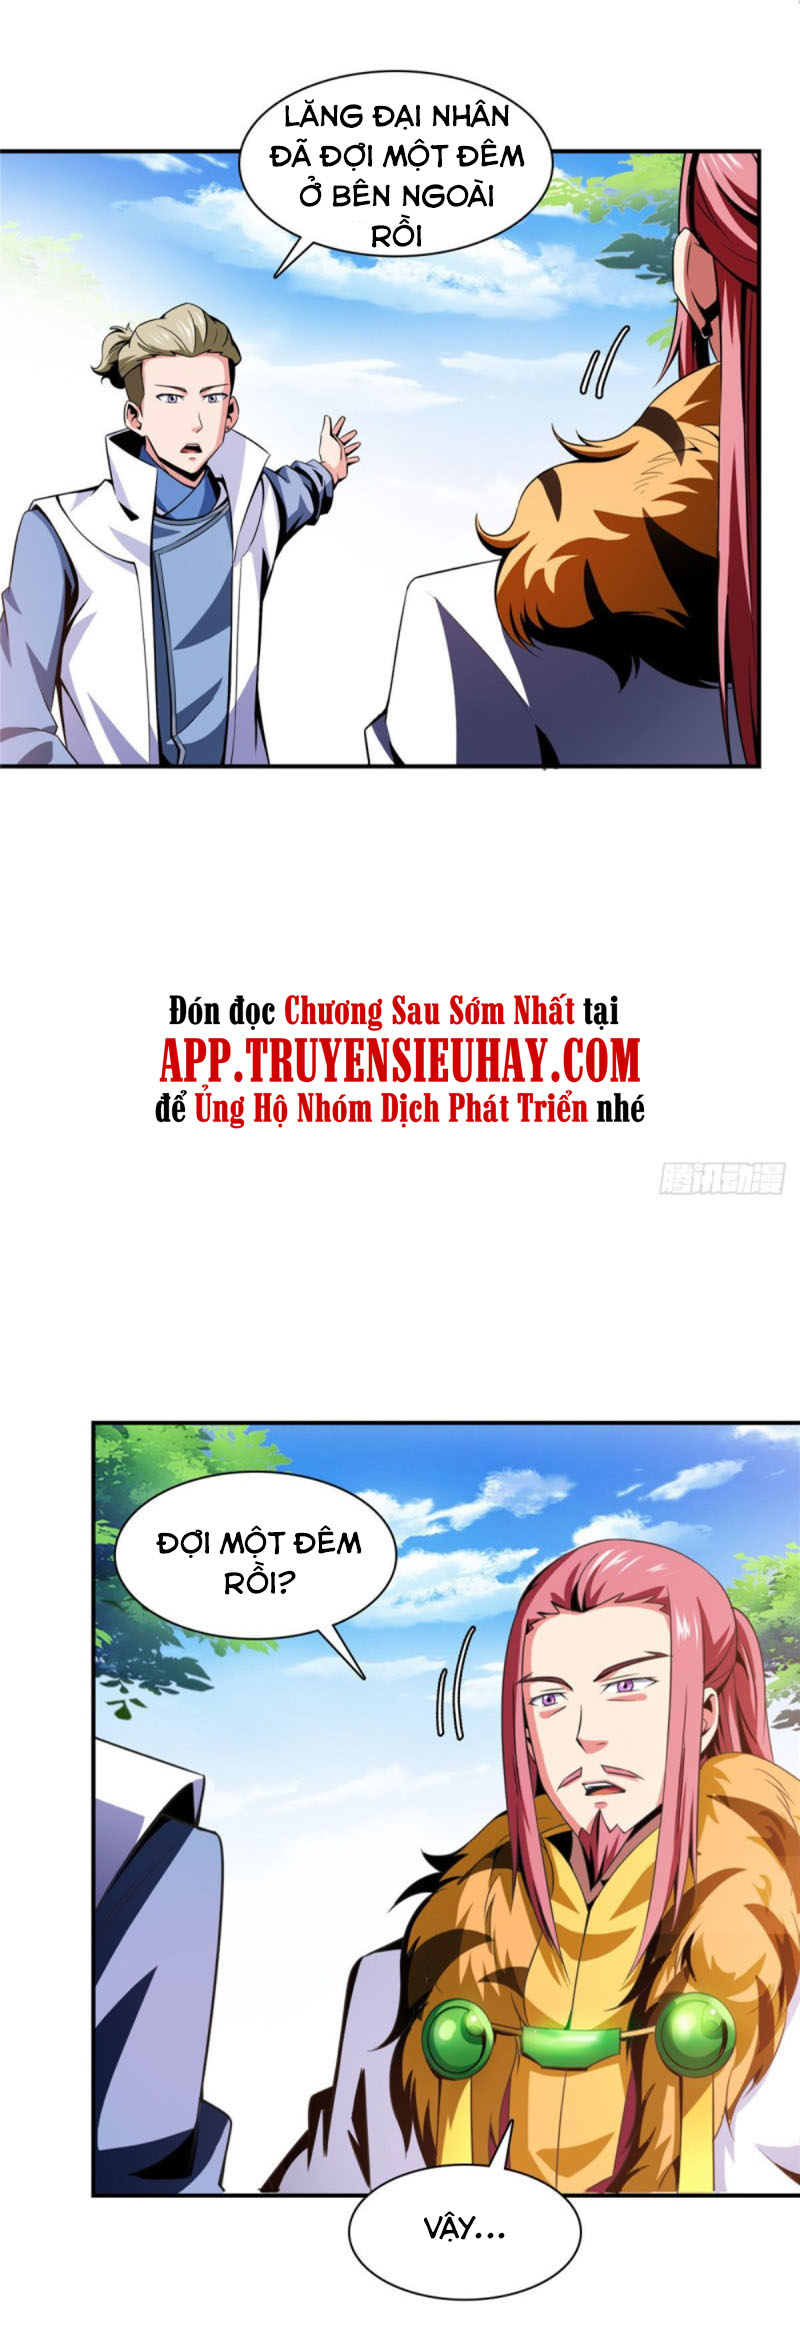 LĂNG ĐẠI NHÂN
ĐÃ ĐỢI MỘT ĐÊM
Ở BÊN NGOÀI
RỒI
Đón đọc Chương Sau Sớm Nhất tại
APP.TRUYENSIEUHAY.COM
để Ủng Hộ Nhóm Dịch Phát Triển nhé
腾讯动漫
ĐỢI MỘT ĐÊM
RỒI?
VẬY...